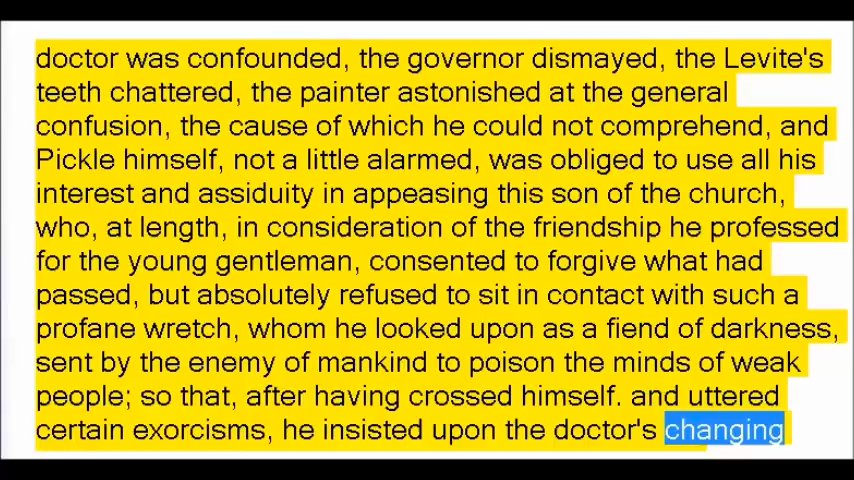 doctor was confounded, the governor dismayed, the Levite's
teeth chattered, the painter astonished at the general
confusion, the cause of which he could not comprehend, and
Pickle himself, not a little alarmed, was obliged to use all his
interest and assiduity in appeasing this son of the church,
who, at length, in consideration of the friendship he professed
for the young gentleman, consented to forgive what had
passed, but absolutely refused to sit in contact with such a
profane wretch, whom he looked upon as a fiend of darkness,
sent by the enemy of mankind to poison the minds of weak
people; so that, after having crossed himself. and uttered
certain exorcisms, he insisted upon the doctor's changing